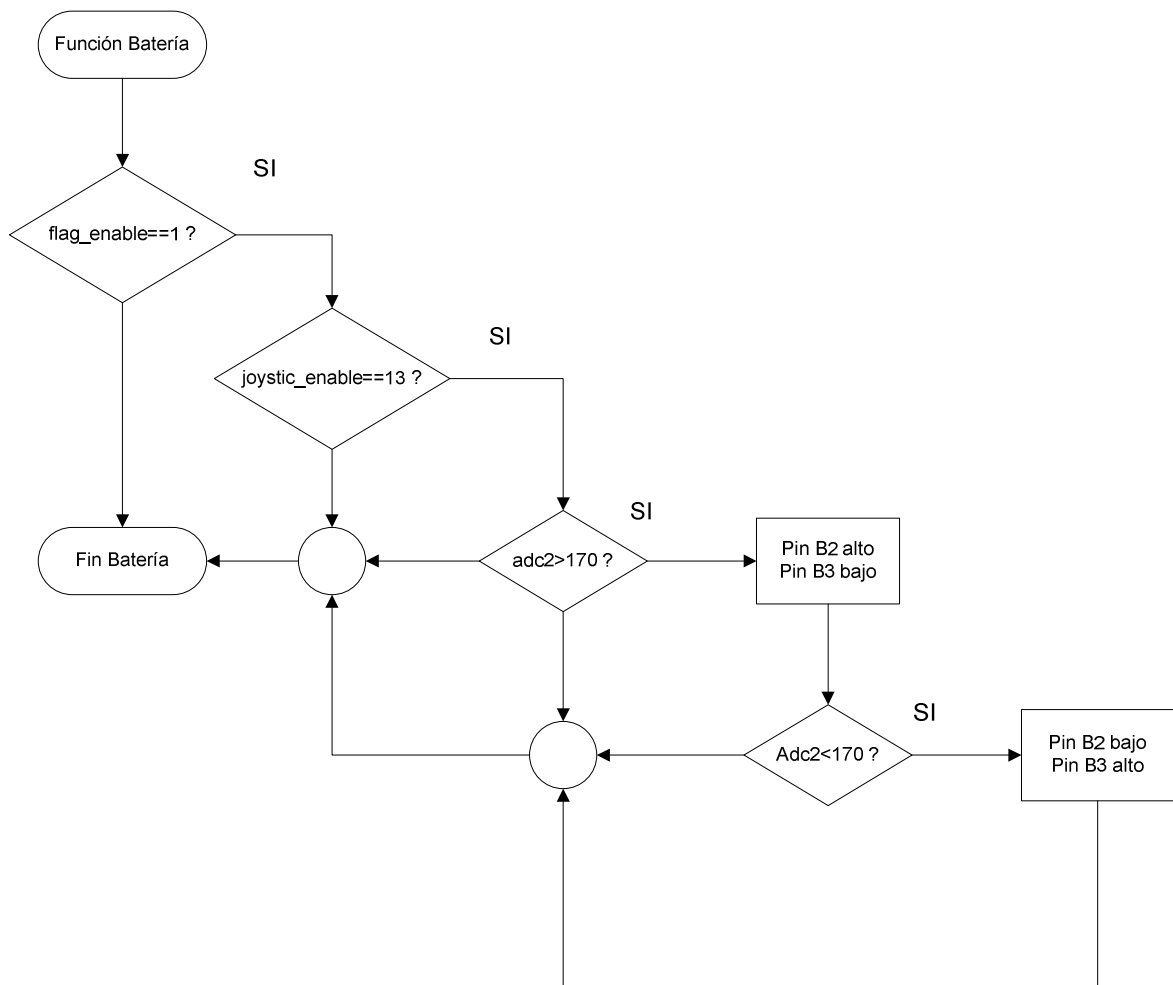 Función Batería
SI
flag_enable==1 ?
SI
joystic_enable==13 ?
SI
Fin Batería
adc2>170 ?
Pin B2 alto
Pin B3 bajo
SI
Adc2<170 ?
Pin B2 bajo
Pin B3 alto